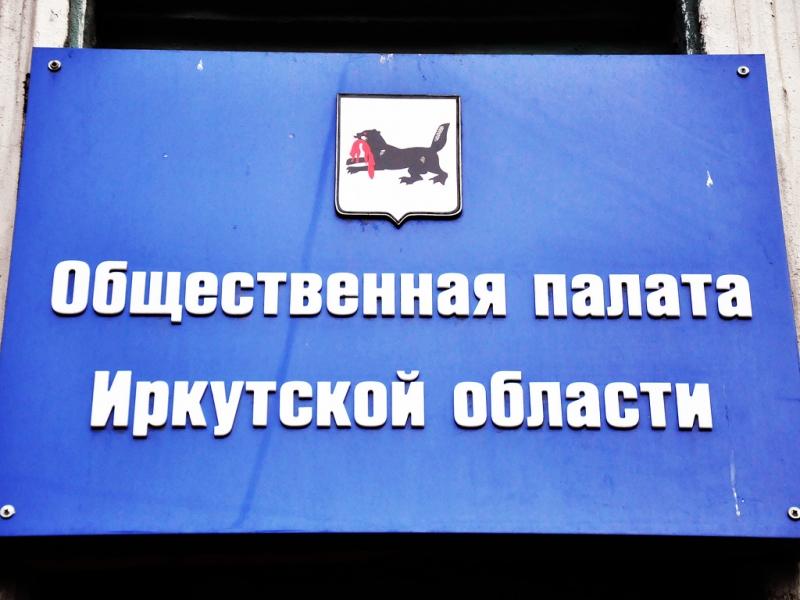 Общественная палата
Иркутской области